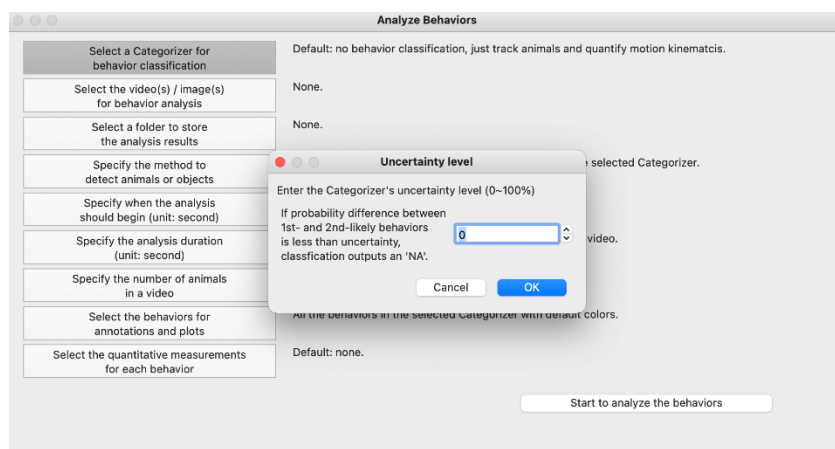 Analyze Behaviors
Select a Categorizer for
behavior classification
Default: no behavior classification, just track animals and quantify motion kinematcis.
Select the video(s) / image(s)
for behavior analysis
None.
Select a folder to store
the analysis results
None.
Specify the method to
detect animals or objects
selected Categorizer.
Specify when the analysis
should begin (unit: second)
Specify the analysis duration
(unit: second)
video.
Specify the number of animals
in a video
Select the behaviors for
annotations and plots
All the behaviors in the selected Categorizer with default colors.
Select the quantitative measurements
for each behavior
Default: none.
Start to analyze the behaviors
Uncertainty level
Enter the Categorizer's uncertainty level (0~100%)
If probability difference between
1st- and 2nd-likely behaviors
is less than uncertainty,
classfication outputs an 'NA'.
0
Cancel
OK